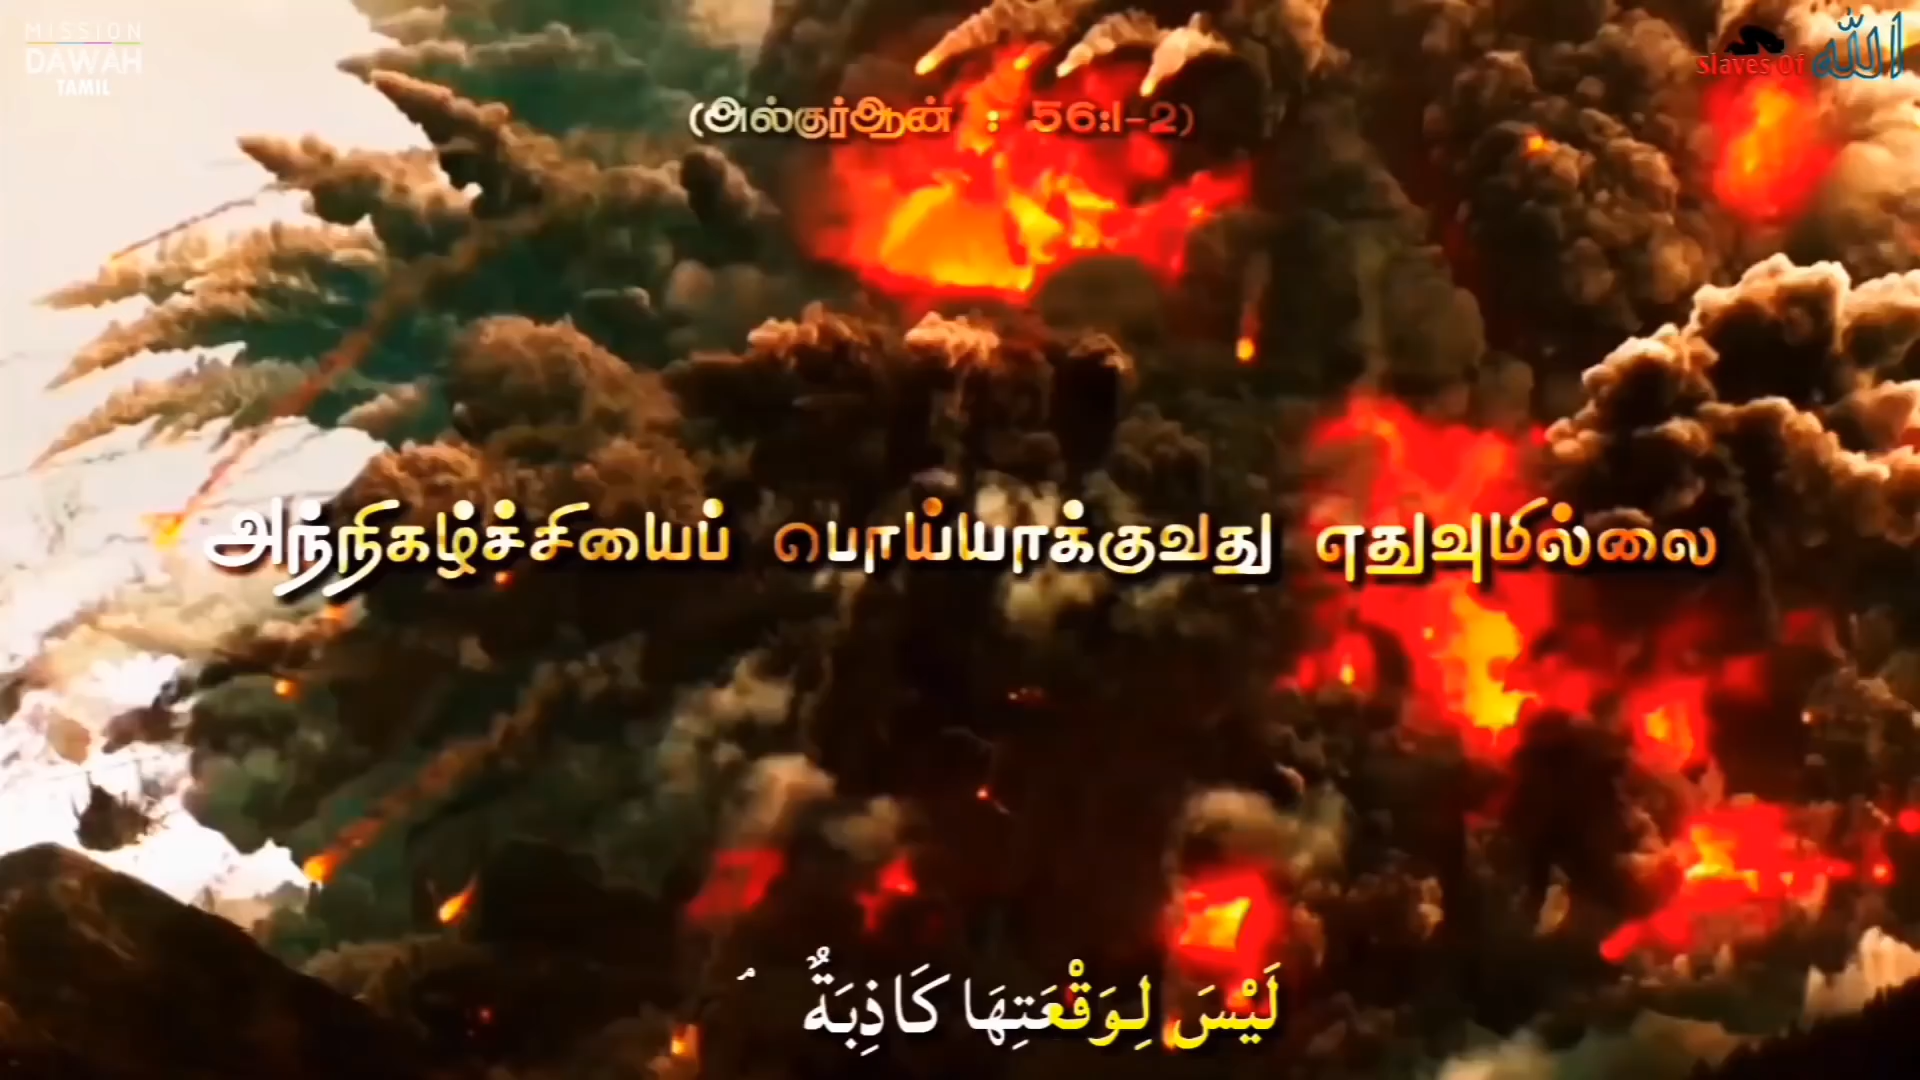 MISSION
DAWAH
TAMIL
Slaves Of الله
(அல்குர்ஆன் : 56:1-2)
அந்நிகழ்ச்சியைப் பொய்யாக்குவது எதுவுமில்லை
لَيْسَ لِوَقْعَتِهَا كَاذِبَةٌ ۘ